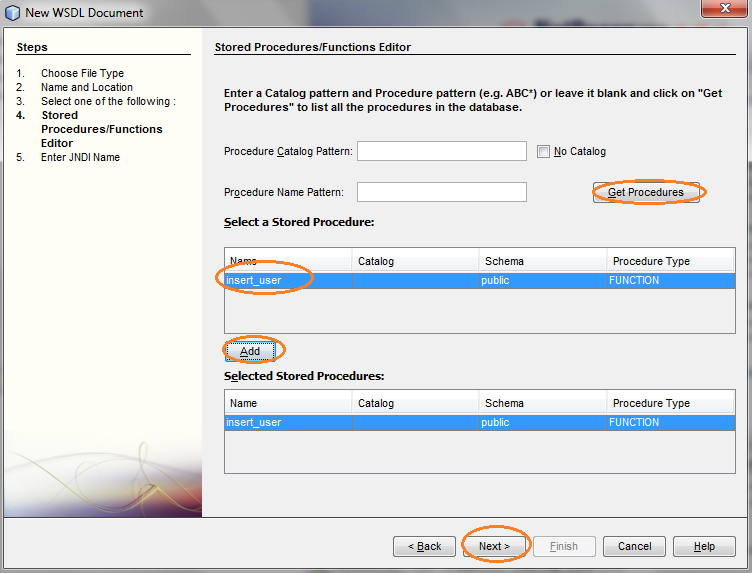 New WSDL Document
Steps
1. Choose File Type
2. Name and Location
3. Select one of the following :
4. Stored
Procedures/Functions
Editor
5. Enter JNDI Name
Stored Procedures/Functions Editor
Enter a Catalog pattern and Procedure pattern (e.g. ABC*) or leave it blank and click on "Get
Procedures" to list all the procedures in the database.
Procedure Catalog Pattern: No Catalog
Procedure Name Pattern: Get Procedures
Select a Stored Procedure:
Name Catalog Schema Procedure Type
insert_user public FUNCTION
Add
Selected Stored Procedures:
Name Catalog Schema Procedure Type
insert_user public FUNCTION
< Back Next > Finish Cancel Help